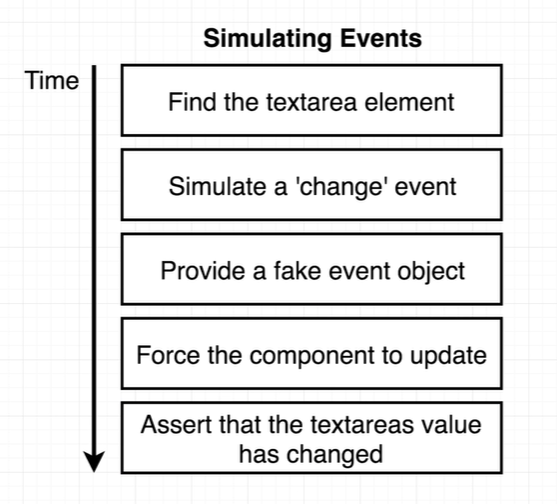 Simulating Events
Time
Find the textarea element
Simulate a 'change' event
Provide a fake event object
Force the component to update
Assert that the textareas value
has changed